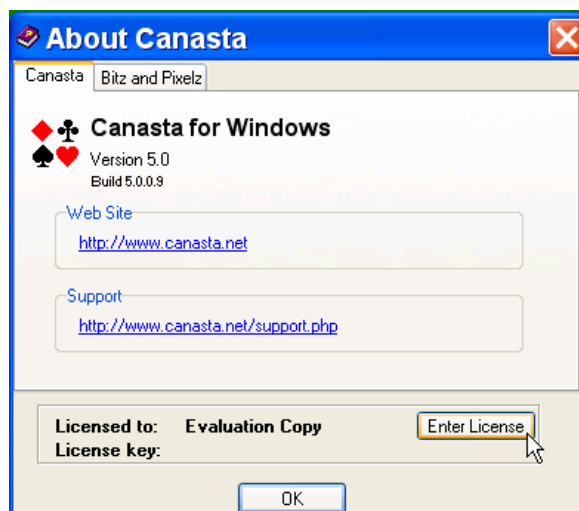 About Canasta
Canasta Bitz and Pixelz
Canasta for Windows
Version 5.0
Build 5.0.0.9
Web Site
http://www.canasta.net
Support
http://www.canasta.net/support.php
Licensed to: Evaluation Copy Enter License
License key:
OK